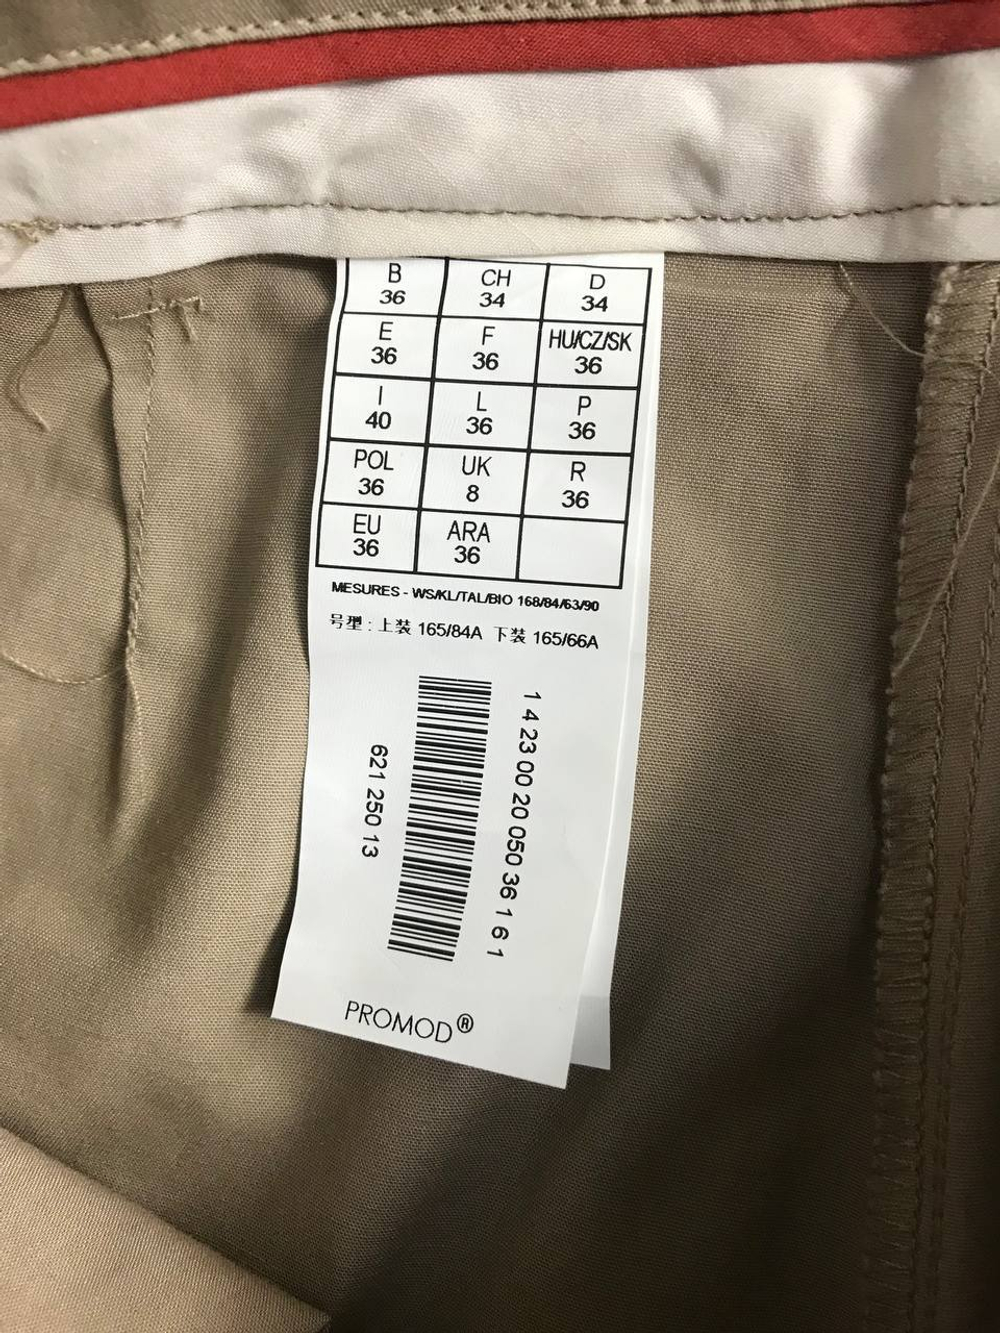 B CH D
36 34 34
E F HU/CZ/SK
36 36 36
I L P
40 36 36
POL UK R
36 8 36
EU ARA
36 36
MESURES - WS/KL/TAL/BIO 168/84/63/90
号型 : 上装 165/84A 下装 165/66A
1 4 23 00 20 050 36 1 6 1
621 250 13
PROMOD®